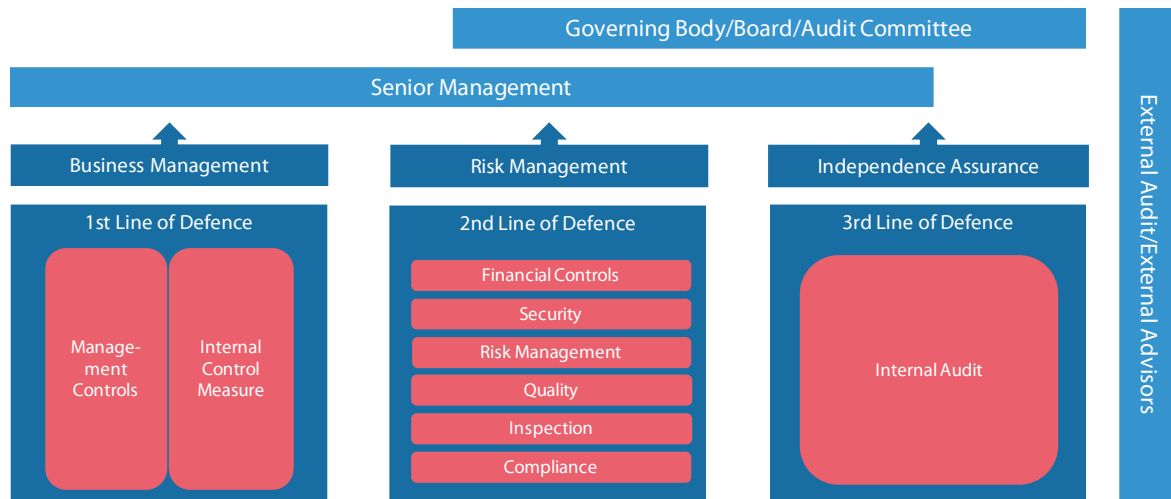 Governing Body/Board/Audit Committee
Senior Management
Business Management
Risk Management
Independence Assurance
1st Line of Defence
Manage-
ment
Controls
Internal
Control
Measure
2nd Line of Defence
Financial Controls
Security
Risk Management
Quality
Inspection
Compliance
3rd Line of Defence
Internal Audit
External Audit/External Advisors